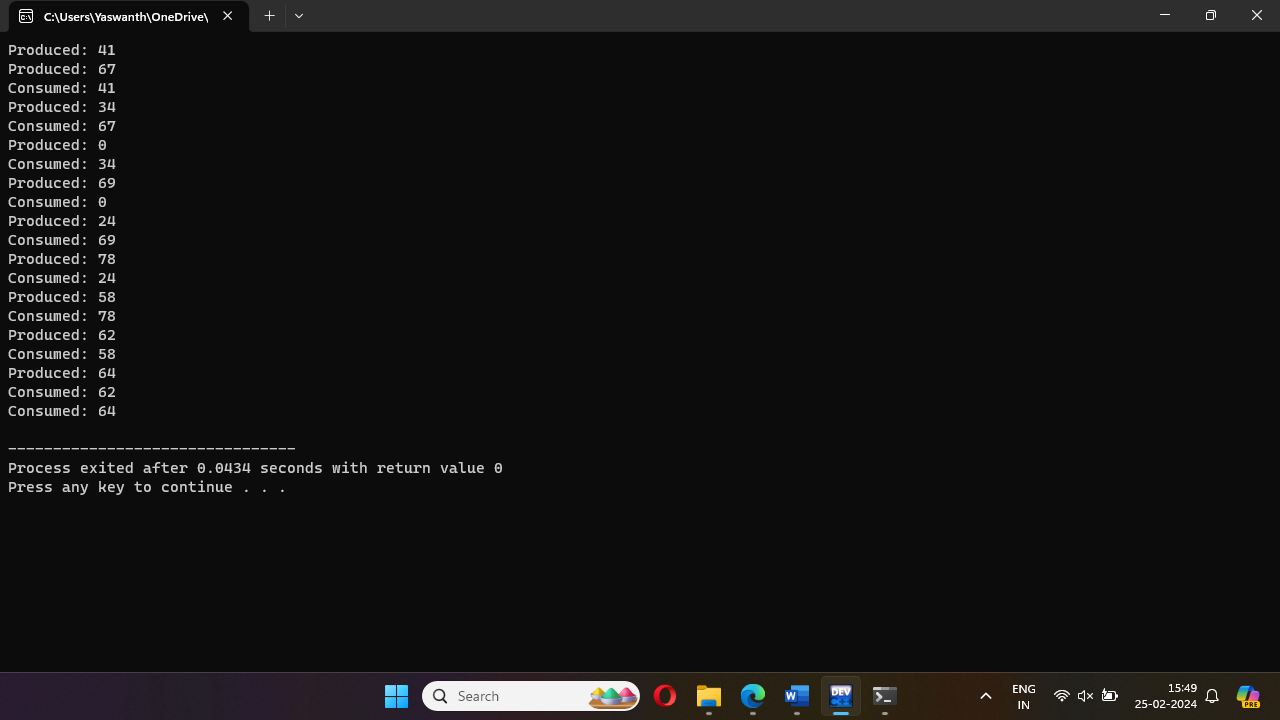 C:\Users\Yaswanth\OneDrive\
Produced: 41
Produced: 67
Consumed: 41
Produced: 34
Consumed: 67
Produced: 0
Consumed: 34
Produced: 69
Consumed: 0
Produced: 24
Consumed: 69
Produced: 78
Consumed: 24
Produced: 58
Consumed: 78
Produced: 62
Consumed: 58
Produced: 64
Consumed: 62
Consumed: 64
--------------------------------
Process exited after 0.0434 seconds with return value 0
Press any key to continue . . .
Search
DEV
ENG
IN
15:49
25-02-2024
PRE